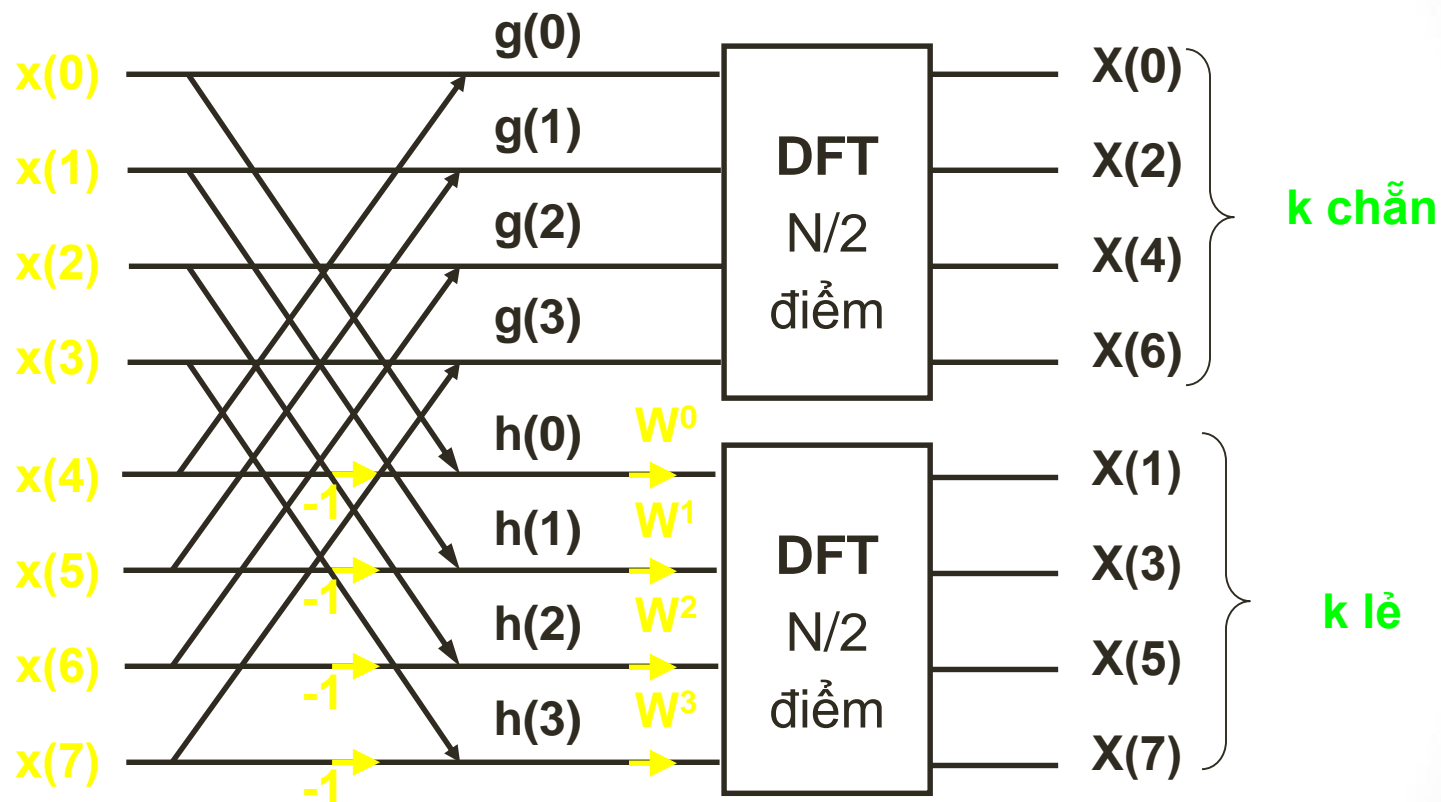 g(0)
x(0)
X(0)
g(1)
x(1)
DFT
X(2)
k chẵn
g(2)
N/2
x(2)
X(4)
g(3)
điểm
x(3)
X(6)
h(0)
W⁰
x(4)
X(1)
-1
h(1)
W¹
x(5)
DFT
X(3)
-1
h(2)
W²
k lẻ
N/2
x(6)
X(5)
-1
h(3)
W³
điểm
x(7)
X(7)
-1